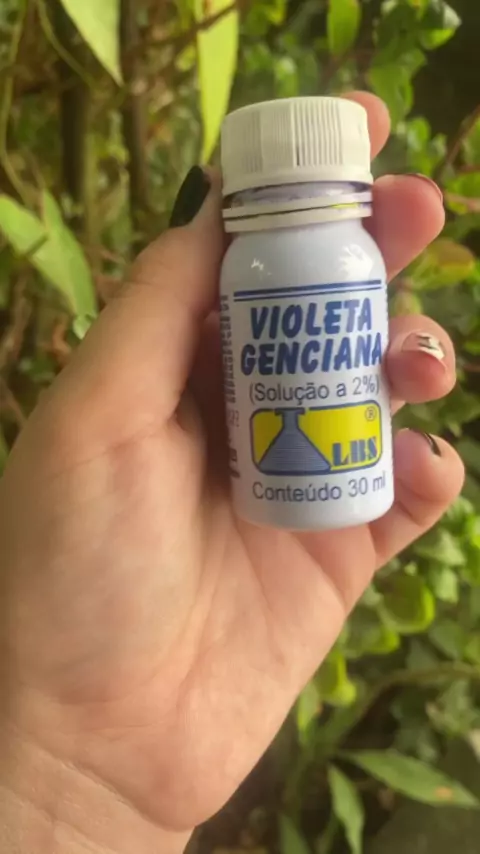 VIOLETA
GENCIANA
(Solução a 2%)
®
LBS
Conteúdo 30 ml